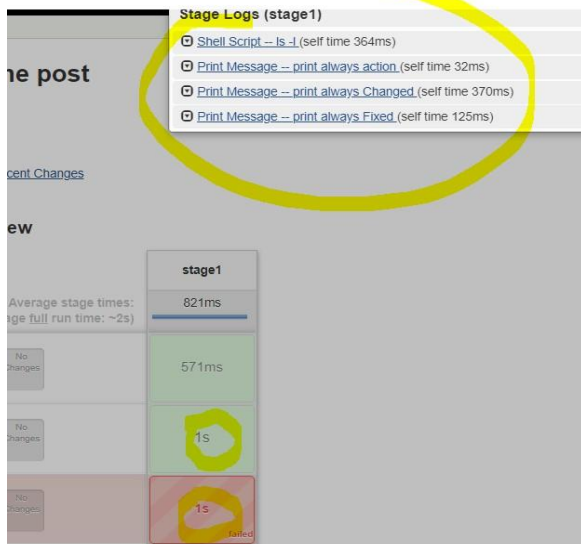 Stage Logs (stage1)
Shell Script -- ls -l (self time 364ms)
Print Message -- print always action (self time 32ms)
Print Message -- print always Changed (self time 370ms)
Print Message -- print always Fixed (self time 125ms)
ne post
cent Changes
ew
stage1
Average stage times:
821ms
full run time: ~2s)
No
Changes
571ms
No
Changes
1s
No
Changes
1s
failed